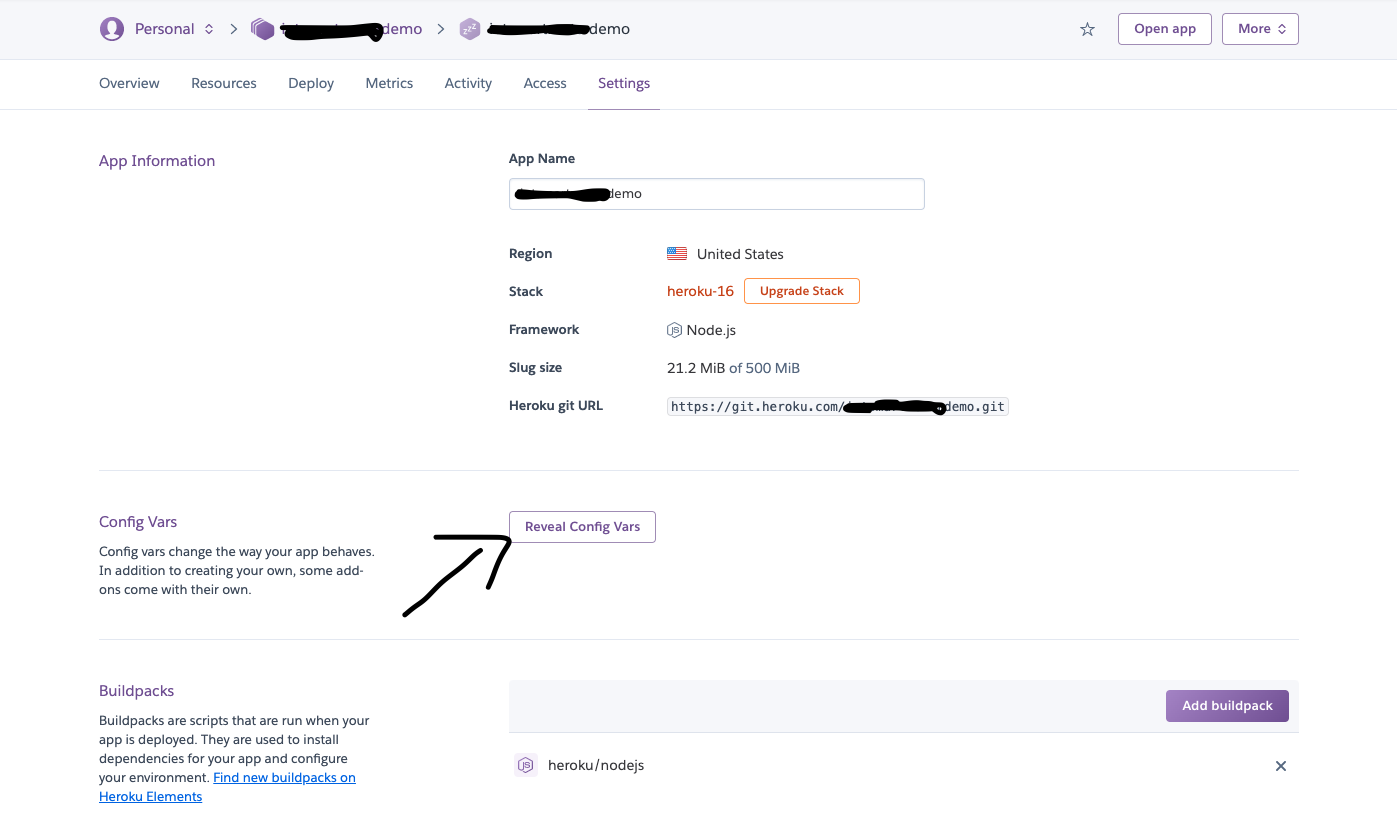 Personal demo demo Open app More
Overview Resources Deploy Metrics Activity Access Settings
App Information
App Name
demo
Region United States
Stack heroku-16 Upgrade Stack
Framework Node.js
Slug size 21.2 MiB of 500 MiB
Heroku git URL https://git.heroku.com/ demo.git
Config Vars
Config vars change the way your app behaves.
In addition to creating your own, some add-
ons come with their own.
Reveal Config Vars
Buildpacks
Buildpacks are scripts that are run when your
app is deployed. They are used to install
dependencies for your app and configure
your environment. Find new buildpacks on
Heroku Elements
Add buildpack
heroku/nodejs